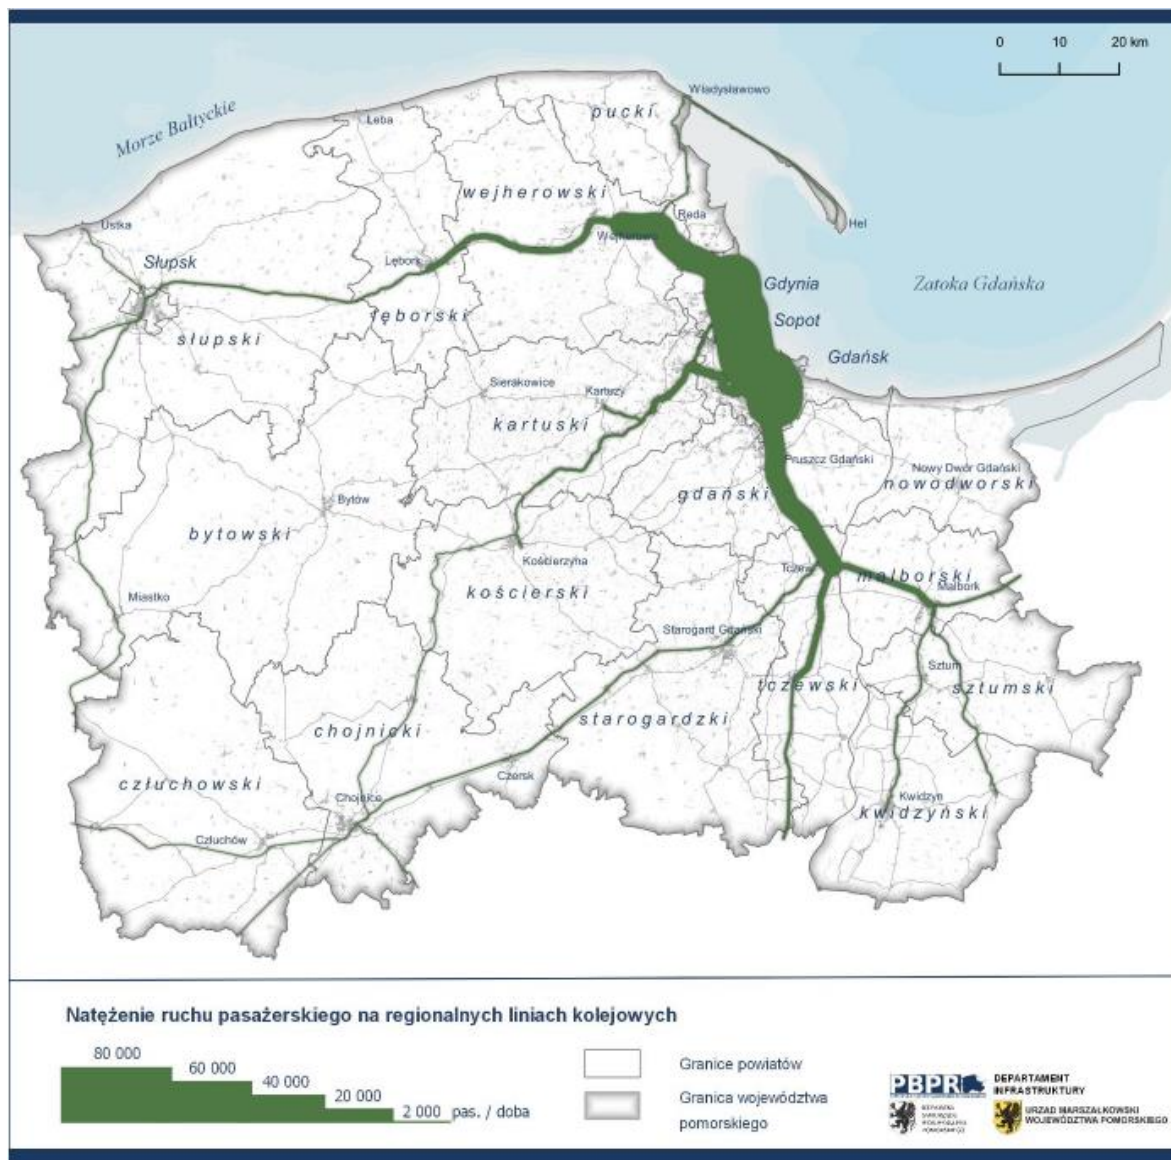 0 10 20 km
Władysławowo
pucki
Łeba
Morze Bałtyckie
wejherowski
Reda
Hel
Ustka
Wejherowo
Słupsk
Lębork
Gdynia
Zatoka Gdańska
Sopot
lęborski
słupski
Gdańsk
Sierakowice
Kartuzy
kartuski
Pruszcz Gdański
Nowy Dwór Gdański
nowodworski
gdański
Bytów
bytowski
Kościerzyna
Tczew
malborski
Malbork
kościerski
Miastko
Starogard Gdański
Sztum
tczewski
sztumski
starogardzki
chojnicki
Czersk
człuchowski
Chojnice
Kwidzyn
kwidzyński
Człuchów
Natężenie ruchu pasażerskiego na regionalnych liniach kolejowych
80 000
60 000
40 000
20 000
2 000 pas. / doba
Granice powiatów
Granica województwa
pomorskiego
PBPR
DEPARTAMENT
INFRASTRUKTURY
URZĄD MARSZAŁKOWSKI
WOJEWÓDZTWA POMORSKIEGO